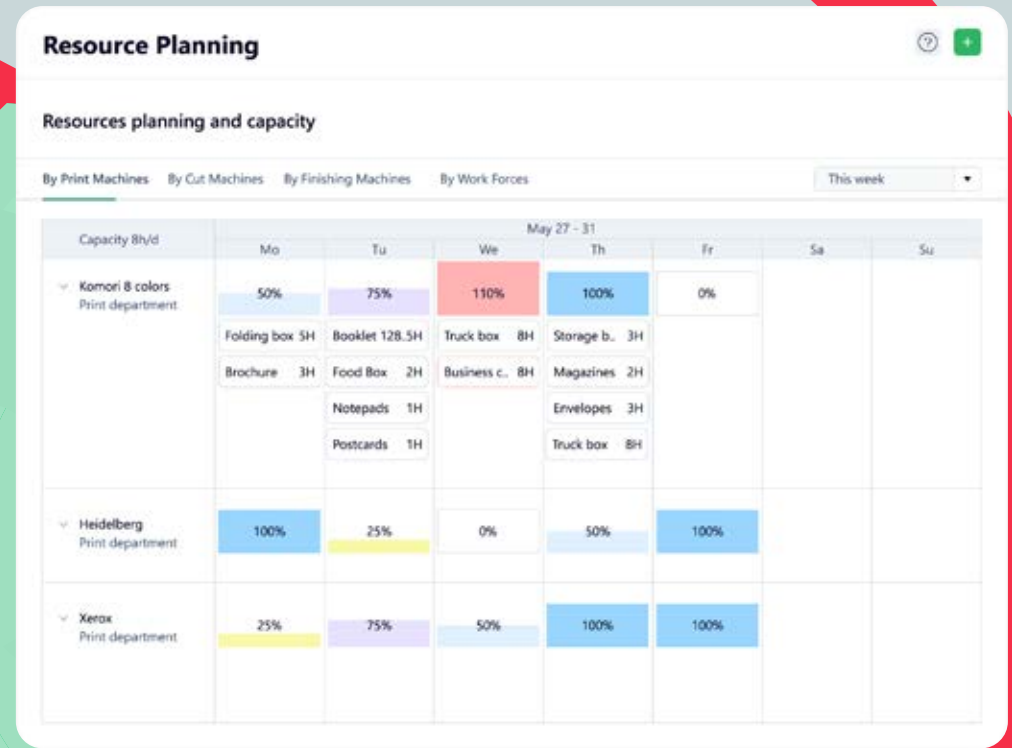 Resource Planning
?
+
Resources planning and capacity
By Print Machines By Cut Machines By Finishing Machines By Work Forces This week
Capacity 8h/d May 27 - 31
Mo Tu We Th Fr Sa Su
Komori 8 colors
Print department
50% 75% 110% 100% 0%
Folding box 5H Booklet 128.5H Truck box 8H Storage b.. 3H
Brochure 3H Food Box 2H Business c.. 8H Magazines 2H
Notepads 1H Envelopes 3H
Postcards 1H Truck box 8H
Heidelberg
Print department
100% 25% 0% 50% 100%
Xerox
Print department
25% 75% 50% 100% 100%